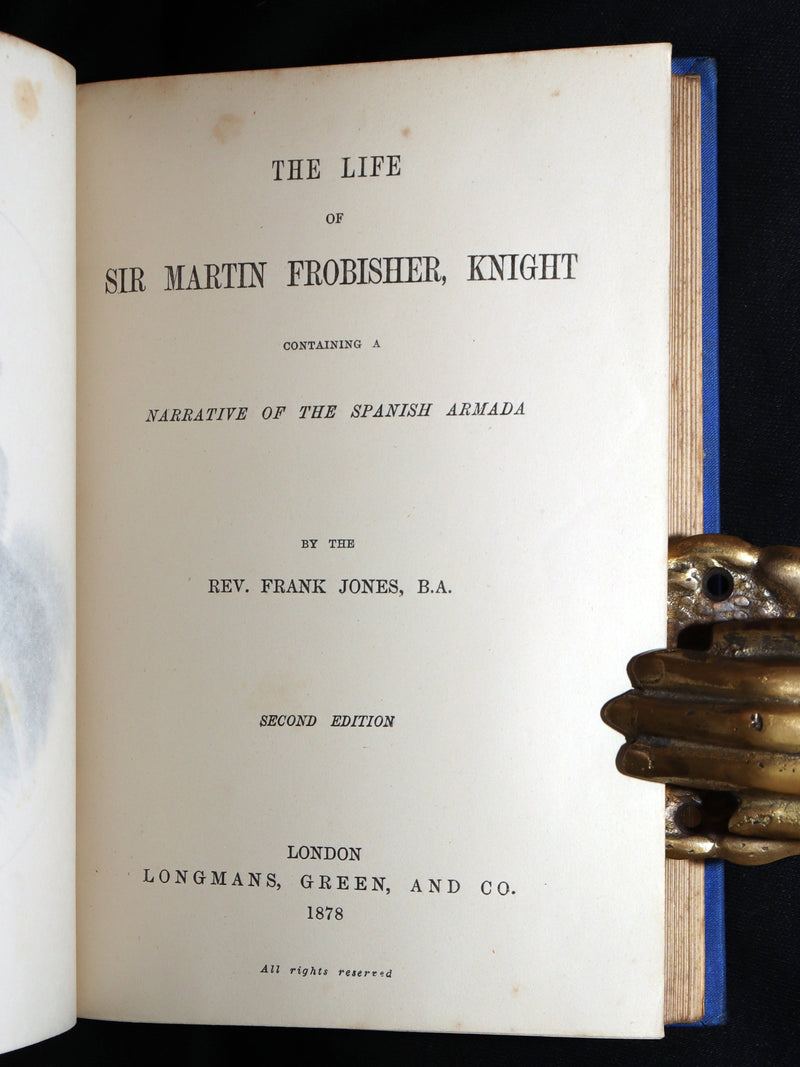 THE LIFE
OF
SIR MARTIN FROBISHER, KNIGHT
CONTAINING A
NARRATIVE OF THE SPANISH ARMADA
BY THE
REV. FRANK JONES, B.A.
SECOND EDITION
LONDON
LONGMANS, GREEN, AND CO.
1878
All rights reserved